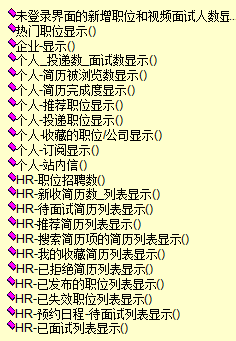 未登录界面的新增职位和视频面试人数显...
热门职位显示()
企业-显示()
个人_投递数_面试数显示()
个人-简历被浏览数显示()
个人-简历完成度显示()
个人-推荐职位显示()
个人-投递职位显示()
个人-收藏的职位/公司显示()
个人-订阅显示()
个人-站内信()
HR-职位招聘数()
HR-新收简历数_列表显示()
HR-待面试简历列表显示()
HR-推荐简历列表显示()
HR-搜索简历项的简历列表显示()
HR-我的收藏简历列表显示()
HR-已拒绝简历列表显示()
HR-已发布的职位列表显示()
HR-已失效职位列表显示()
HR-预约日程-待面试列表显示()
HR-已面试列表显示()